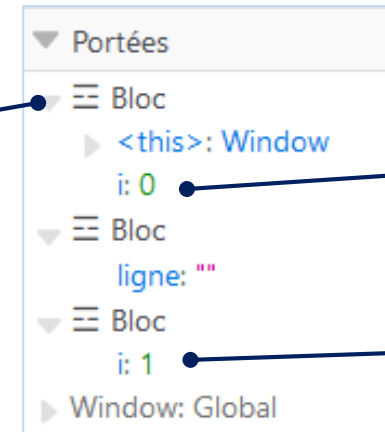 Portées
Bloc
<this>: Window
i: 0
Bloc
ligne: ""
Bloc
i: 1
Window: Global